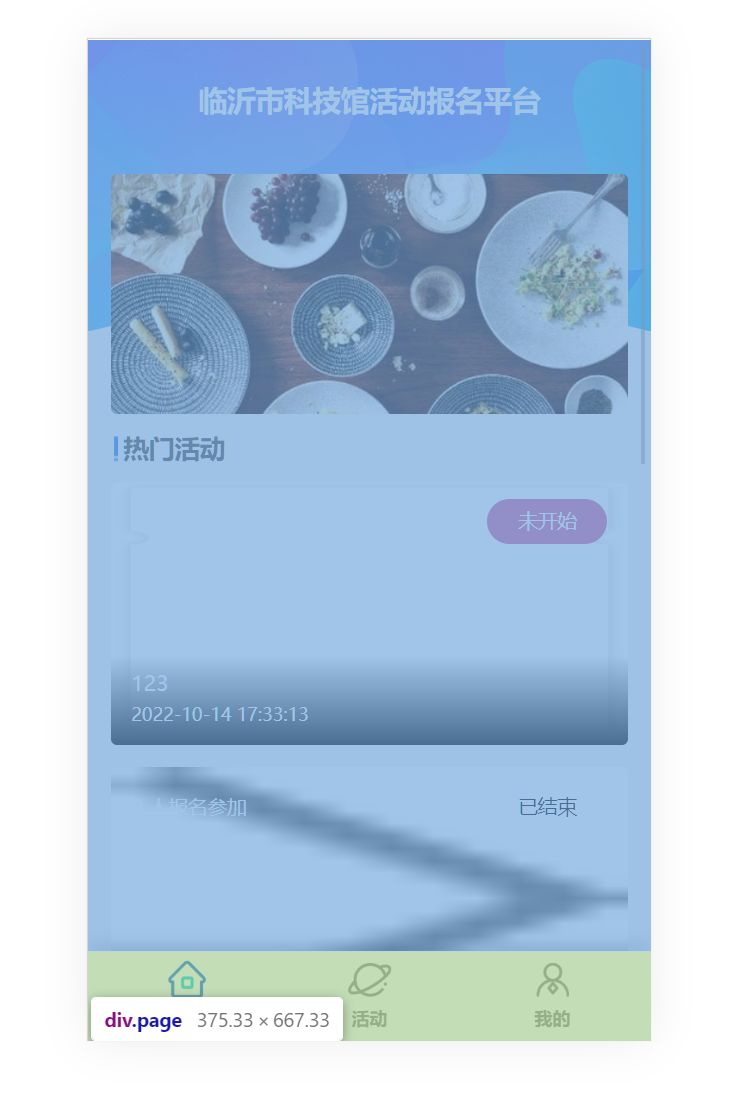 临沂市科技馆活动报名平台
热门活动
未开始
123
2022-10-14 17:33:13
人报名参加
已结束
div.page 375.33 × 667.33
活动
我的